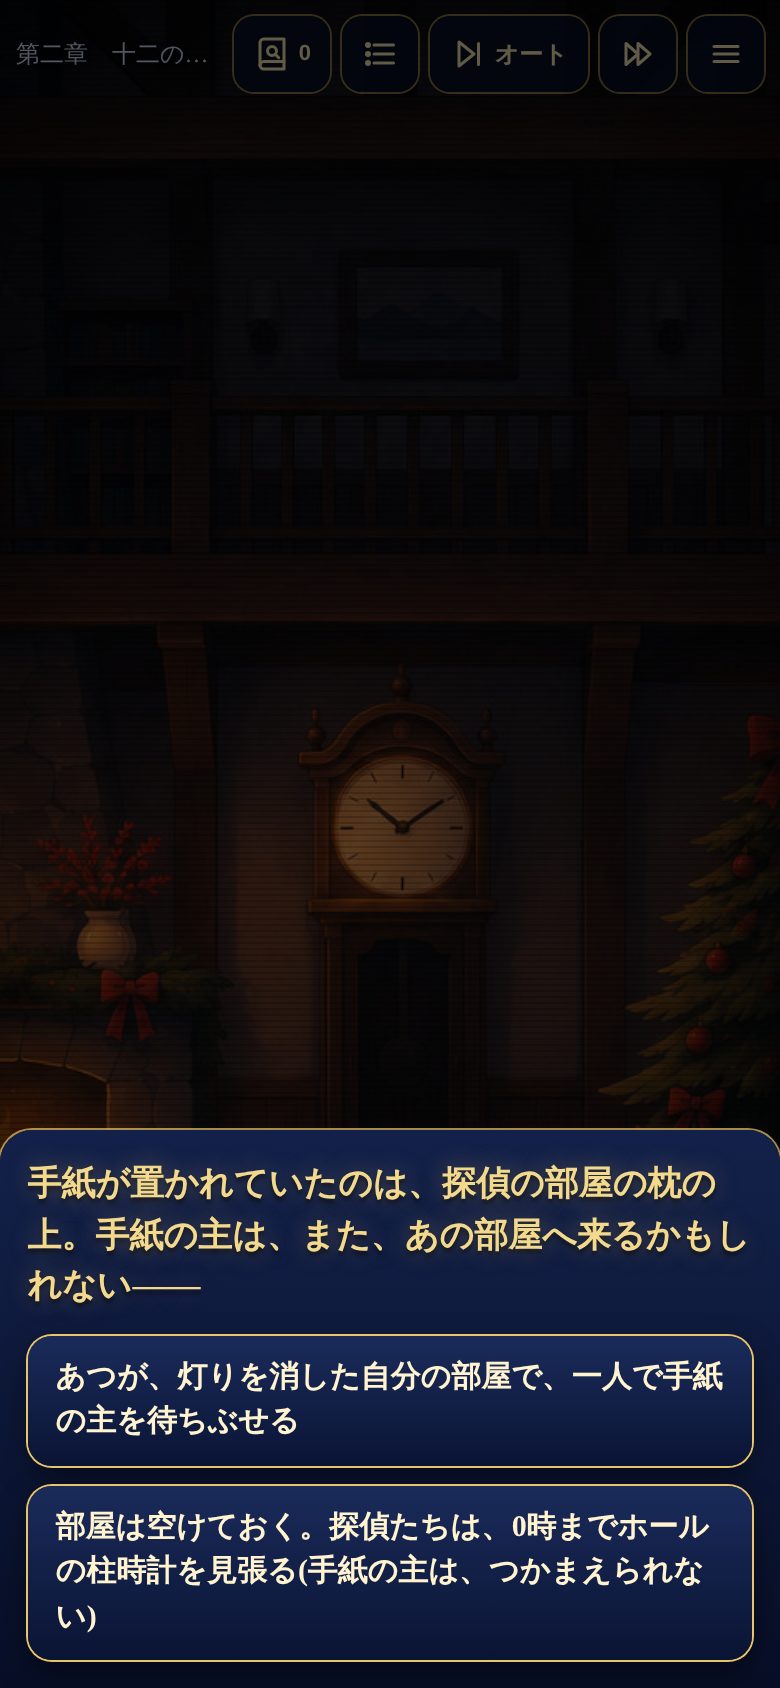 第二章　十二の…
0
オート
手紙が置かれていたのは、探偵の部屋の枕の
上。手紙の主は、また、あの部屋へ来るかもし
れない——
あつが、灯りを消した自分の部屋で、一人で手紙
の主を待ちぶせる
部屋は空けておく。探偵たちは、0時までホール
の柱時計を見張る(手紙の主は、つかまえられな
い)